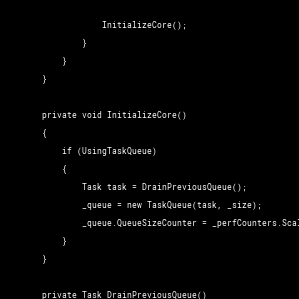 InitializeCore();
}
}
}
private void InitializeCore()
{
if (UsingTaskQueue)
{
Task task = DrainPreviousQueue();
_queue = new TaskQueue(task, _size);
_queue.QueueSizeCounter = _perfCounters.Scal
}
}
private Task DrainPreviousQueue()